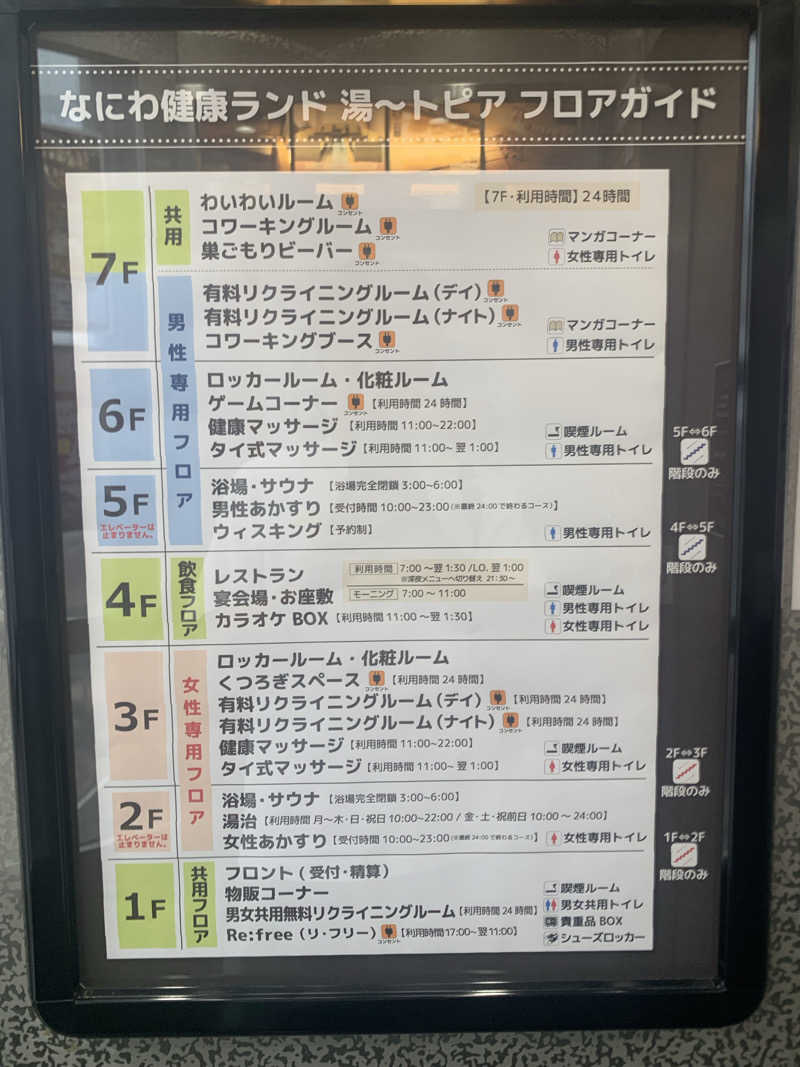 なにわ健康ランド 湯〜トピア フロアガイド
7F
共用
わいわいルーム コンセント
コワーキングルーム コンセント
巣ごもりビーバー コンセント
【7F・利用時間】24時間
マンガコーナー
女性専用トイレ
男性専用フロア
有料リクライニングルーム(デイ) コンセント
有料リクライニングルーム(ナイト) コンセント
コワーキングブース コンセント
マンガコーナー
男性専用トイレ
6F
ロッカールーム・化粧ルーム
ゲームコーナー コンセント 【利用時間 24時間】
健康マッサージ 【利用時間 11:00~22:00】
タイ式マッサージ 【利用時間 11:00~ 翌 1:00】
喫煙ルーム
男性専用トイレ
5F⇔6F
階段のみ
5F
エレベーターは
止まりません。
浴場・サウナ 【浴場完全閉鎖 3:00~6:00】
男性あかすり 【受付時間 10:00~23:00(※最終 24:00 で終わるコース)】
ウィスキング 【予約制】
男性専用トイレ
4F⇔5F
階段のみ
4F
飲食フロア
レストラン
宴会場・お座敷
カラオケ BOX 【利用時間 11:00 〜翌 1:30】
利用時間 7:00 〜翌 1:30 /LO. 翌 1:00
※深夜メニューへ切り替え 21:30〜
モーニング 7:00 〜 11:00
喫煙ルーム
男性専用トイレ
女性専用トイレ
3F
女性専用フロア
ロッカールーム・化粧ルーム
くつろぎスペース コンセント 【利用時間 24時間】
有料リクライニングルーム(デイ) コンセント 【利用時間 24時間】
有料リクライニングルーム(ナイト) コンセント 【利用時間 24時間】
健康マッサージ 【利用時間 11:00~22:00】
タイ式マッサージ 【利用時間 11:00~ 翌 1:00】
喫煙ルーム
女性専用トイレ
2F⇔3F
階段のみ
2F
エレベーターは
止まりません。
浴場・サウナ 【浴場完全閉鎖 3:00~6:00】
湯治 【利用時間 月〜木・日・祝日 10:00~22:00 / 金・土・祝前日 10:00 〜 24:00】
女性あかすり 【受付時間 10:00~23:00(※最終 24:00 で終わるコース)】
女性専用トイレ
1F⇔2F
階段のみ
1F
共用フロア
フロント(受付・精算)
物販コーナー
男女共用無料リクライニングルーム 【利用時間 24時間】
Re:free (リ・フリー) コンセント 【利用時間17:00~翌11:00】
喫煙ルーム
男女共用トイレ
貴重品 BOX
シューズロッカー